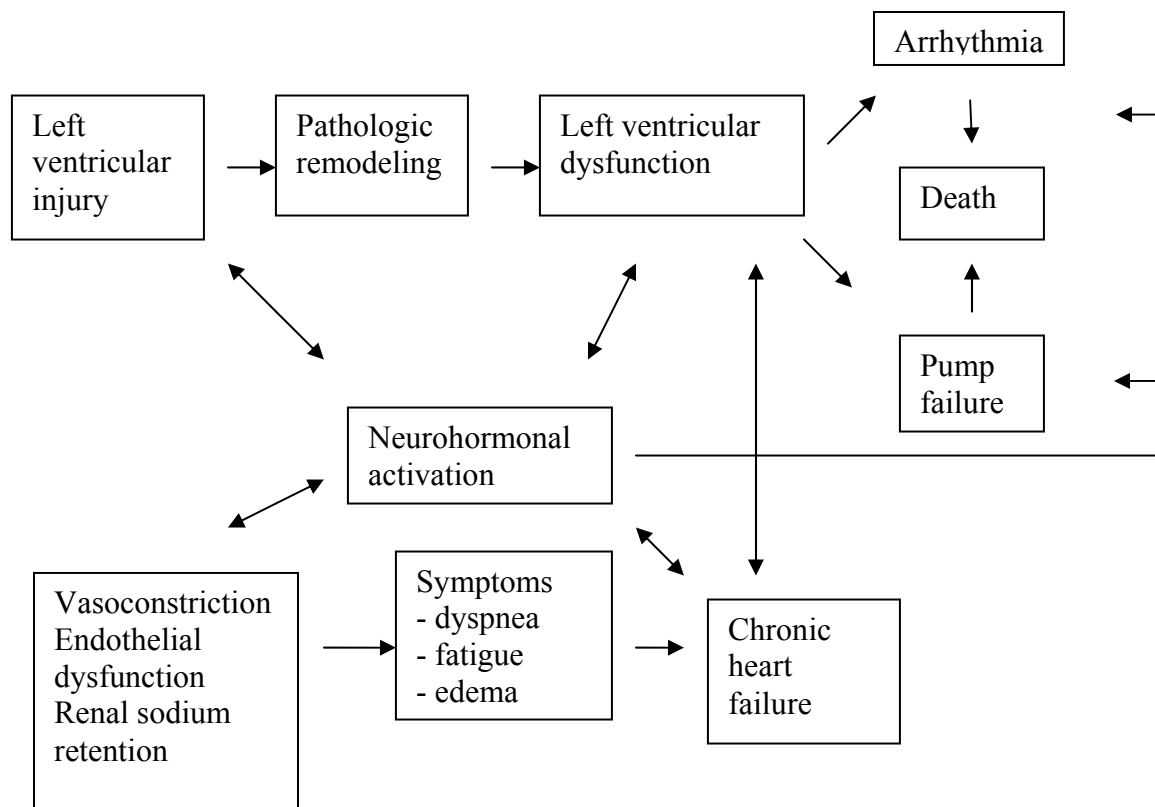 Arrhythmia
Left
ventricular
injury
Pathologic
remodeling
Left ventricular
dysfunction
Death
Pump
failure
Neurohormonal
activation
Vasoconstriction
Endothelial
dysfunction
Renal sodium
retention
Symptoms
- dyspnea
- fatigue
- edema
Chronic
heart
failure